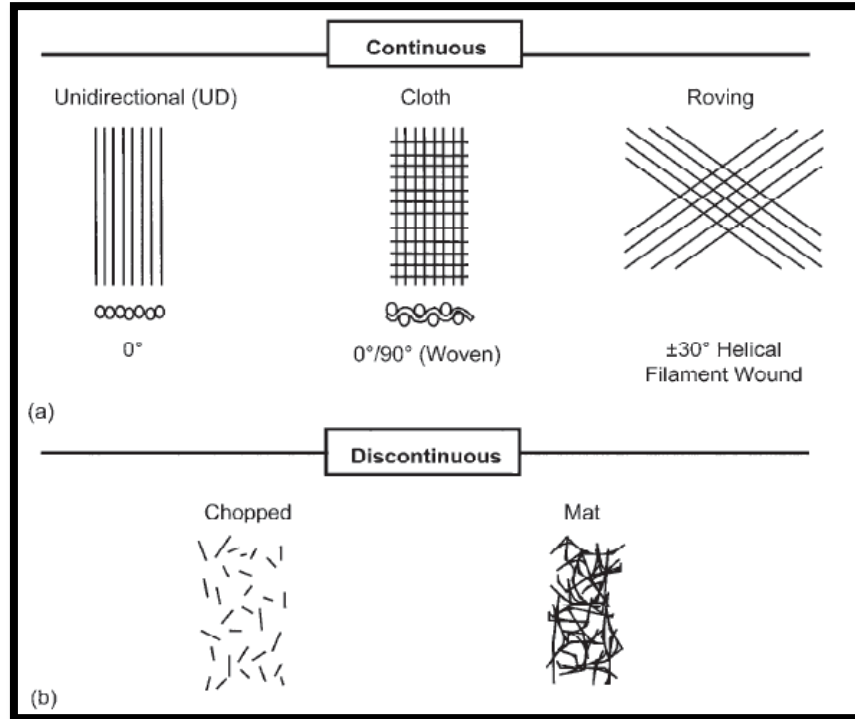 Continuous
Unidirectional (UD)
Cloth
Roving
0°
0°/90° (Woven)
±30° Helical
Filament Wound
(a)
Discontinuous
Chopped
Mat
(b)